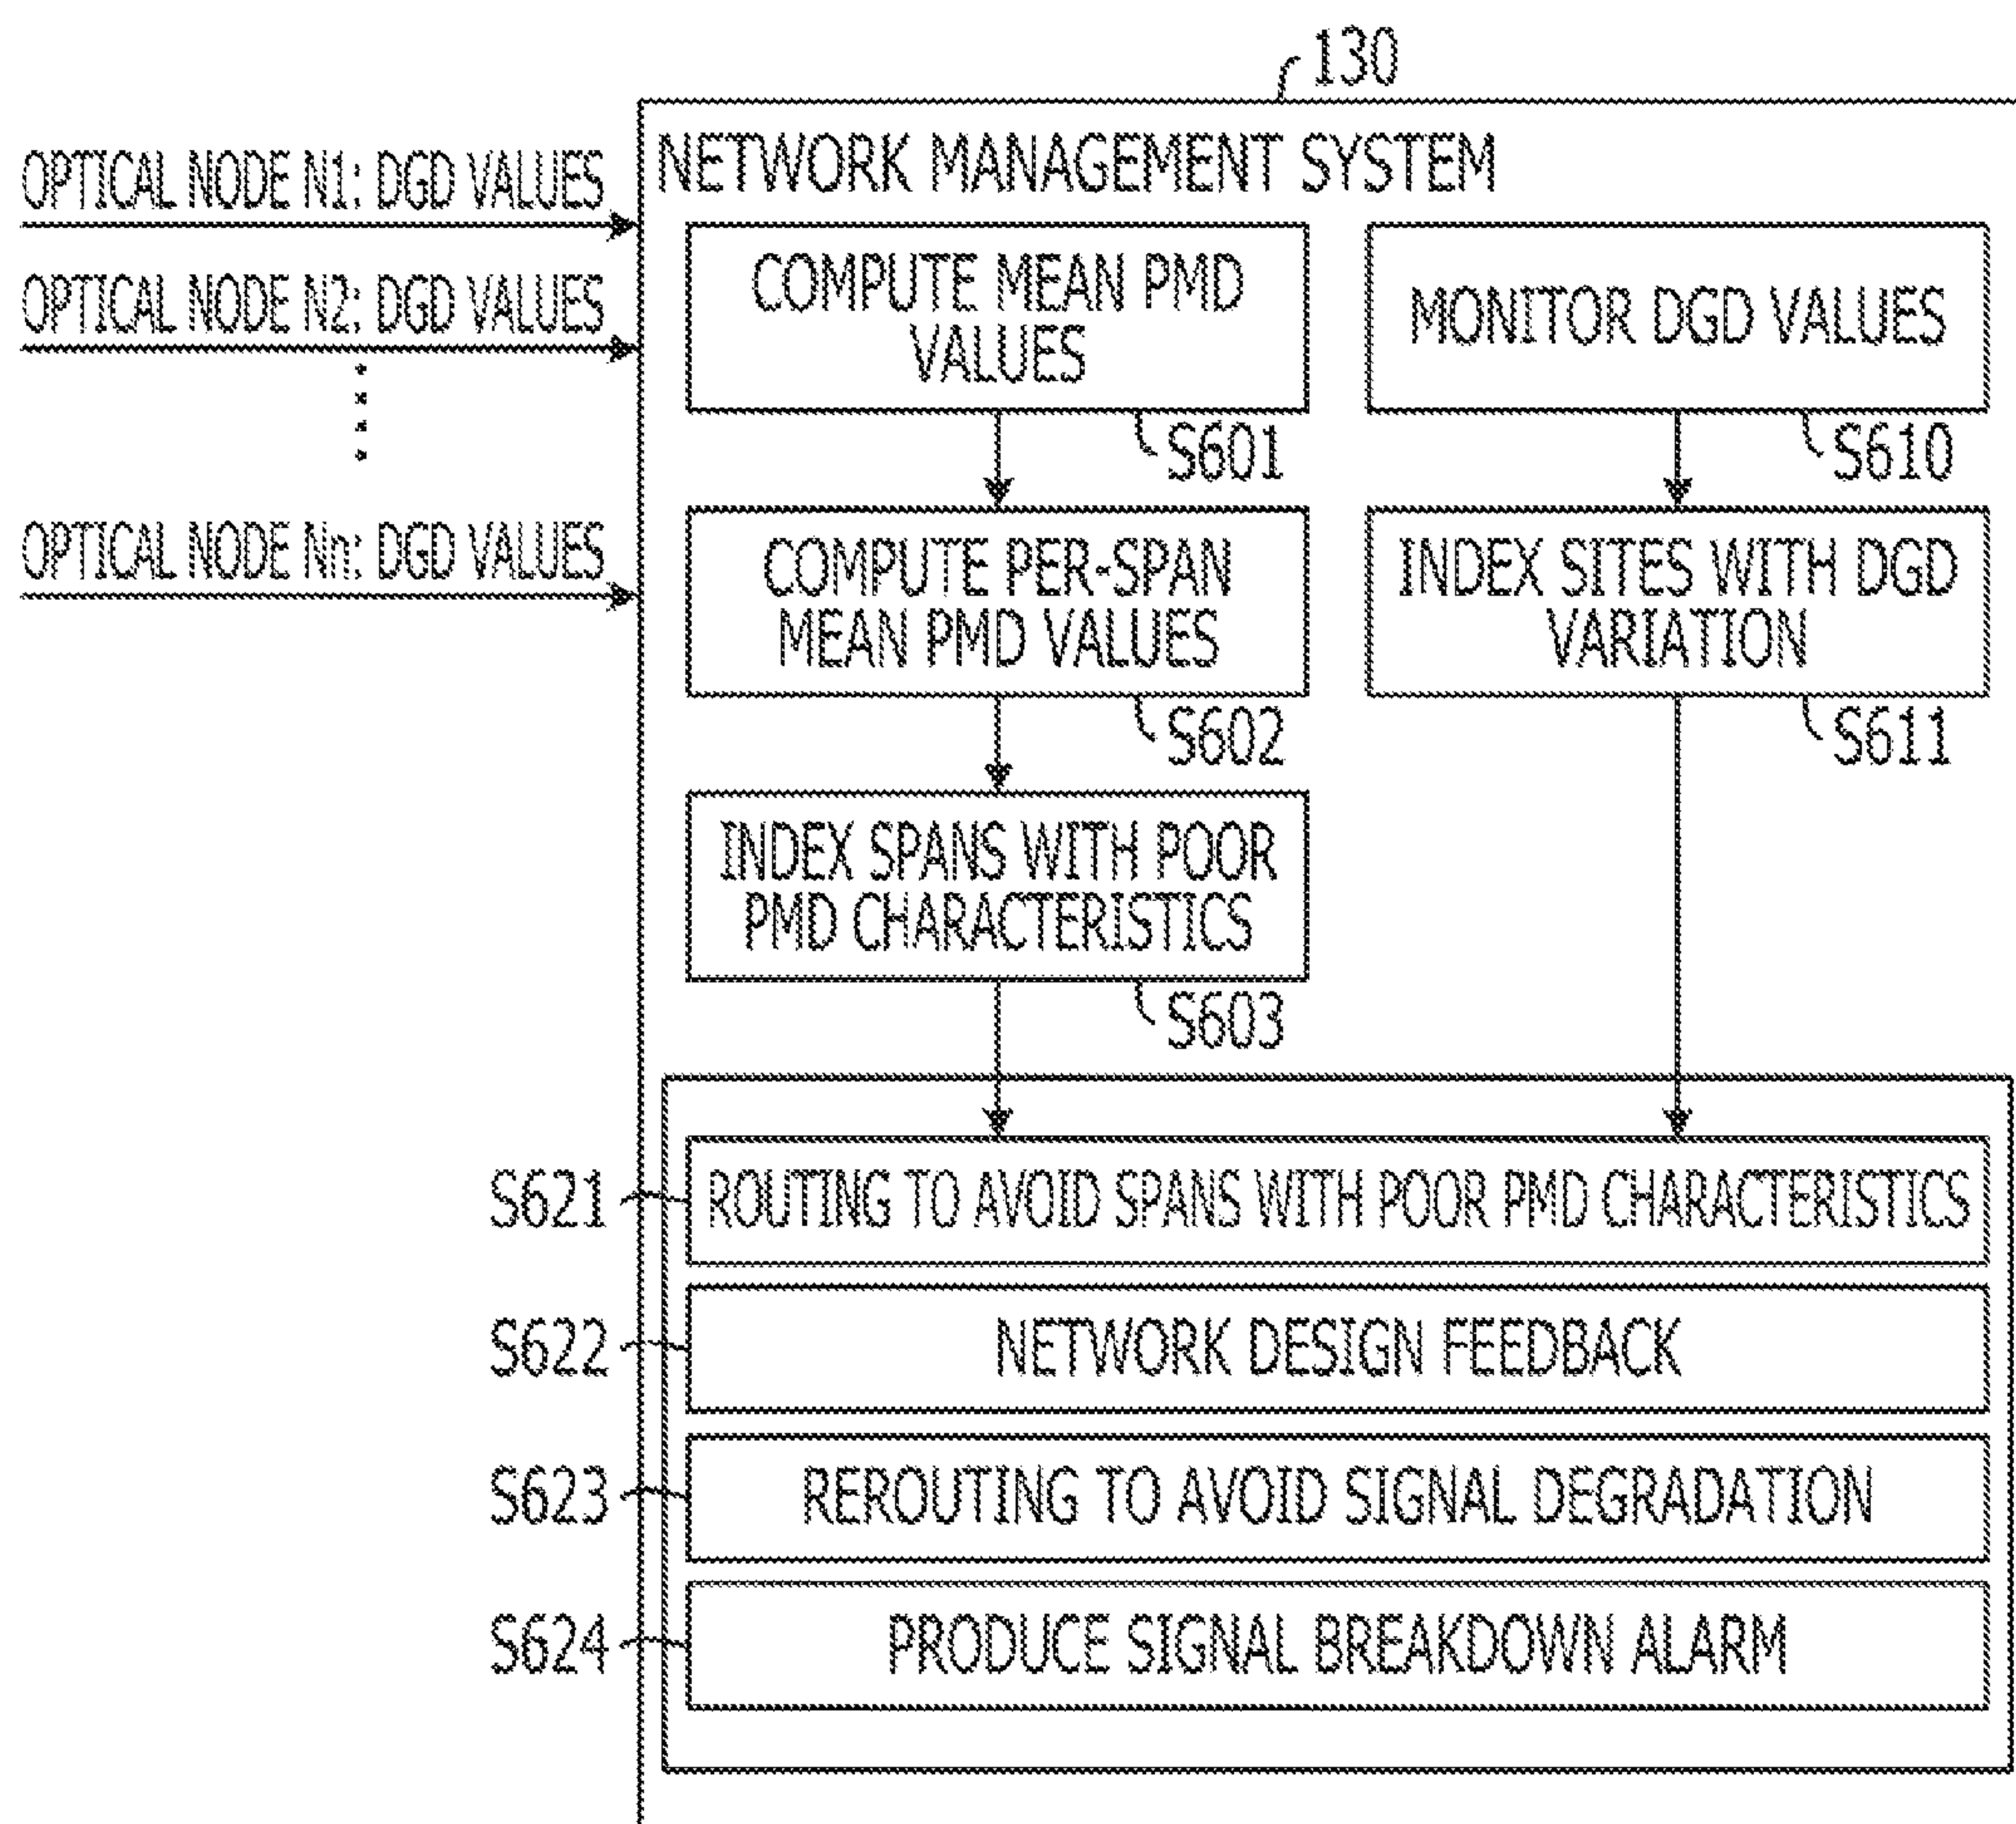 130
NETWORK MANAGEMENT SYSTEM
OPTICAL NODE N1: DGD VALUES
OPTICAL NODE N2: DGD VALUES
OPTICAL NODE Nn: DGD VALUES
COMPUTE MEAN PMD
VALUES
S601
COMPUTE PER-SPAN
MEAN PMD VALUES
S602
INDEX SPANS WITH POOR
PMD CHARACTERISTICS
S603
MONITOR DGD VALUES
S610
INDEX SITES WITH DGD
VARIATION
S611
S621
ROUTING TO AVOID SPANS WITH POOR PMD CHARACTERISTICS
S622
NETWORK DESIGN FEEDBACK
S623
REROUTING TO AVOID SIGNAL DEGRADATION
S624
PRODUCE SIGNAL BREAKDOWN ALARM